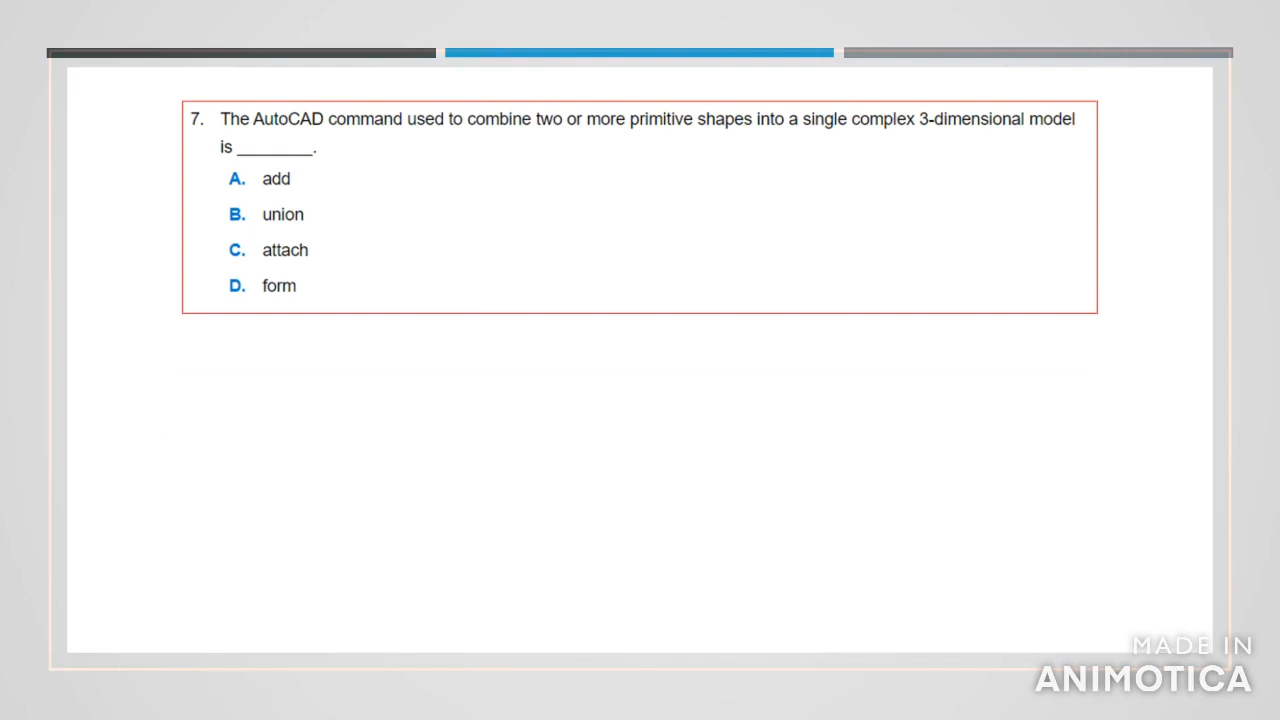 7. The AutoCAD command used to combine two or more primitive shapes into a single complex 3-dimensional model
is ________.
A. add
B. union
C. attach
D. form
MADE IN
ANIMOTICA